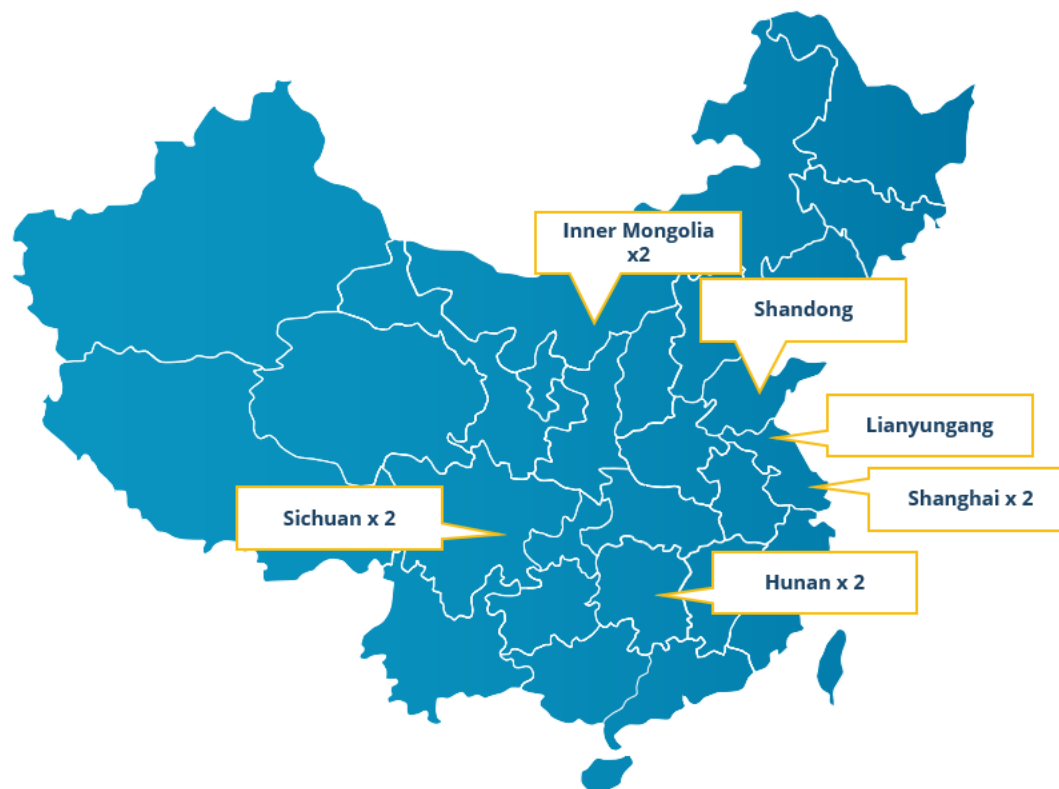 Inner Mongolia
x2
Shandong
Lianyungang
Shanghai x 2
Sichuan x 2
Hunan x 2